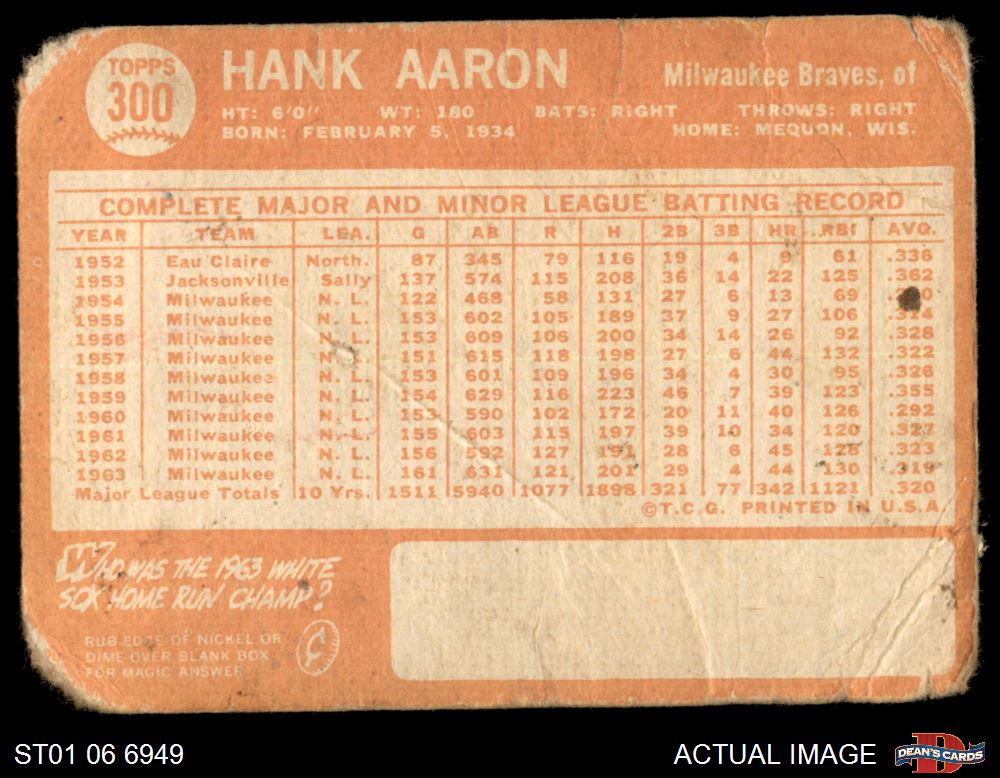 TOPPS
300
HANK AARON
Milwaukee Braves, of
HT: 6'0" WT: 180 BATS: RIGHT THROWS: RIGHT
BORN: FEBRUARY 5, 1934 HOME: MEQUON, WIS.
COMPLETE MAJOR AND MINOR LEAGUE BATTING RECORD
YEAR TEAM LEA. G AB R H 2B 3B HR RBI AVG.
1952 Eau Claire North. 87 345 79 116 19 4 9 61 .336
1953 Jacksonville Sally 137 574 115 208 36 14 22 125 .362
1954 Milwaukee N. L. 122 468 58 131 27 6 13 69
1955 Milwaukee N. L. 153 602 105 189 37 9 27 106
1956 Milwaukee N. L. 153 609 106 200 34 14 26 92 .328
1957 Milwaukee N. L. 151 615 118 198 27 6 44 132 .322
1958 Milwaukee N. L. 153 601 109 196 34 4 30 95 .326
1959 Milwaukee N. L. 154 629 116 223 46 7 39 123 .355
1960 Milwaukee N. L. 153 590 102 172 20 11 40 126 .292
1961 Milwaukee N. L. 155 603 115 197 39 10 34 120 .327
1962 Milwaukee N. L. 156 592 127 191 28 6 45 128 .323
1963 Milwaukee N. L. 161 631 121 201 29 4 44 130 .319
Major League Totals 10 Yrs. 1511 5940 1077 1898 321 77 342 1121 .320
©T.C.G. PRINTED IN U.S.A
WHO WAS THE 1963 WHITE
SOX HOME RUN CHAMP?
RUB EDGE OF NICKEL OR
DIME OVER BLANK BOX
FOR MAGIC ANSWER
¢
ST01 06 6949
ACTUAL IMAGE
D
DEAN'S CARDS